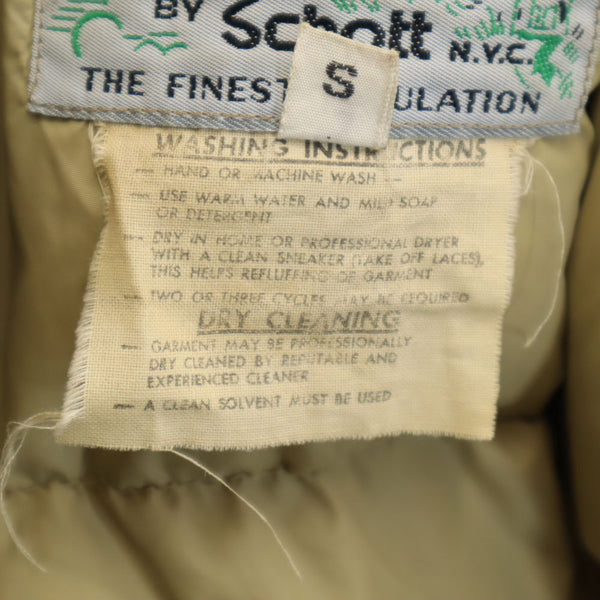 BY Schott N.Y.C.
THE FINEST ULATION
S
WASHING INSTRUCTIONS
— HAND OR MACHINE WASH —
— USE WARM WATER AND MILD SOAP
OR DETERGENT
— DRY IN HOME OR PROFESSIONAL DRYER
WITH A CLEAN SNEAKER (TAKE OFF LACES),
THIS HELPS REFLUFFING OF GARMENT
— TWO OR THREE CYCLES MAY BE REQUIRED
DRY CLEANING
— GARMENT MAY BE PROFESSIONALLY
DRY CLEANED BY REPUTABLE AND
EXPERIENCED CLEANER
— A CLEAN SOLVENT MUST BE USED